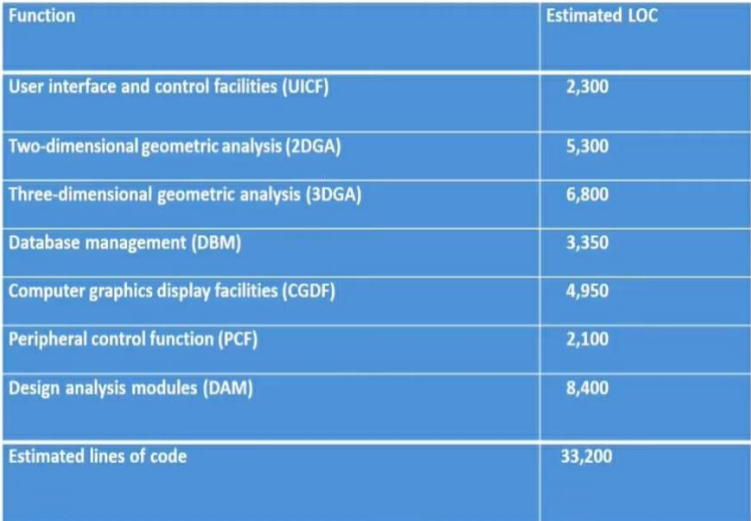 Function Estimated LOC
User interface and control facilities (UICF) 2,300
Two-dimensional geometric analysis (2DGA) 5,300
Three-dimensional geometric analysis (3DGA) 6,800
Database management (DBM) 3,350
Computer graphics display facilities (CGDF) 4,950
Peripheral control function (PCF) 2,100
Design analysis modules (DAM) 8,400
Estimated lines of code 33,200